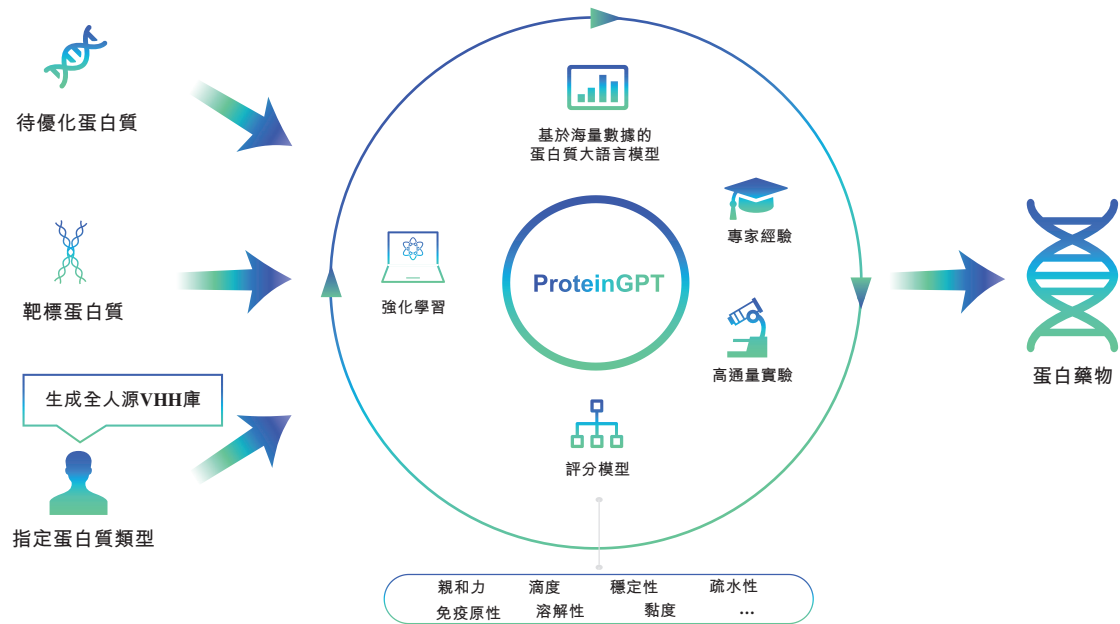 待優化蛋白質
靶標蛋白質
生成全人源VHH庫
指定蛋白質類型
基於海量數據的
蛋白質大語言模型
專家經驗
強化學習
ProteinGPT
高通量實驗
評分模型
親和力 滴度 穩定性 疏水性
免疫原性 溶解性 黏度 ...
蛋白藥物